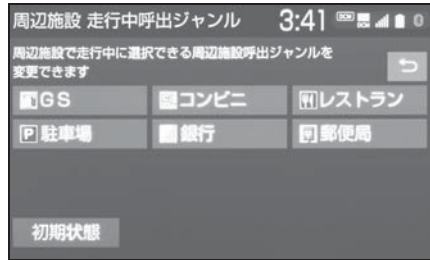 周辺施設 走行中呼出ジャンル 3:41 0
周辺施設で走行中に選択できる周辺施設呼出ジャンルを
変更できます
GS コンビニ レストラン
P駐車場 銀行 郵便局
初期状態